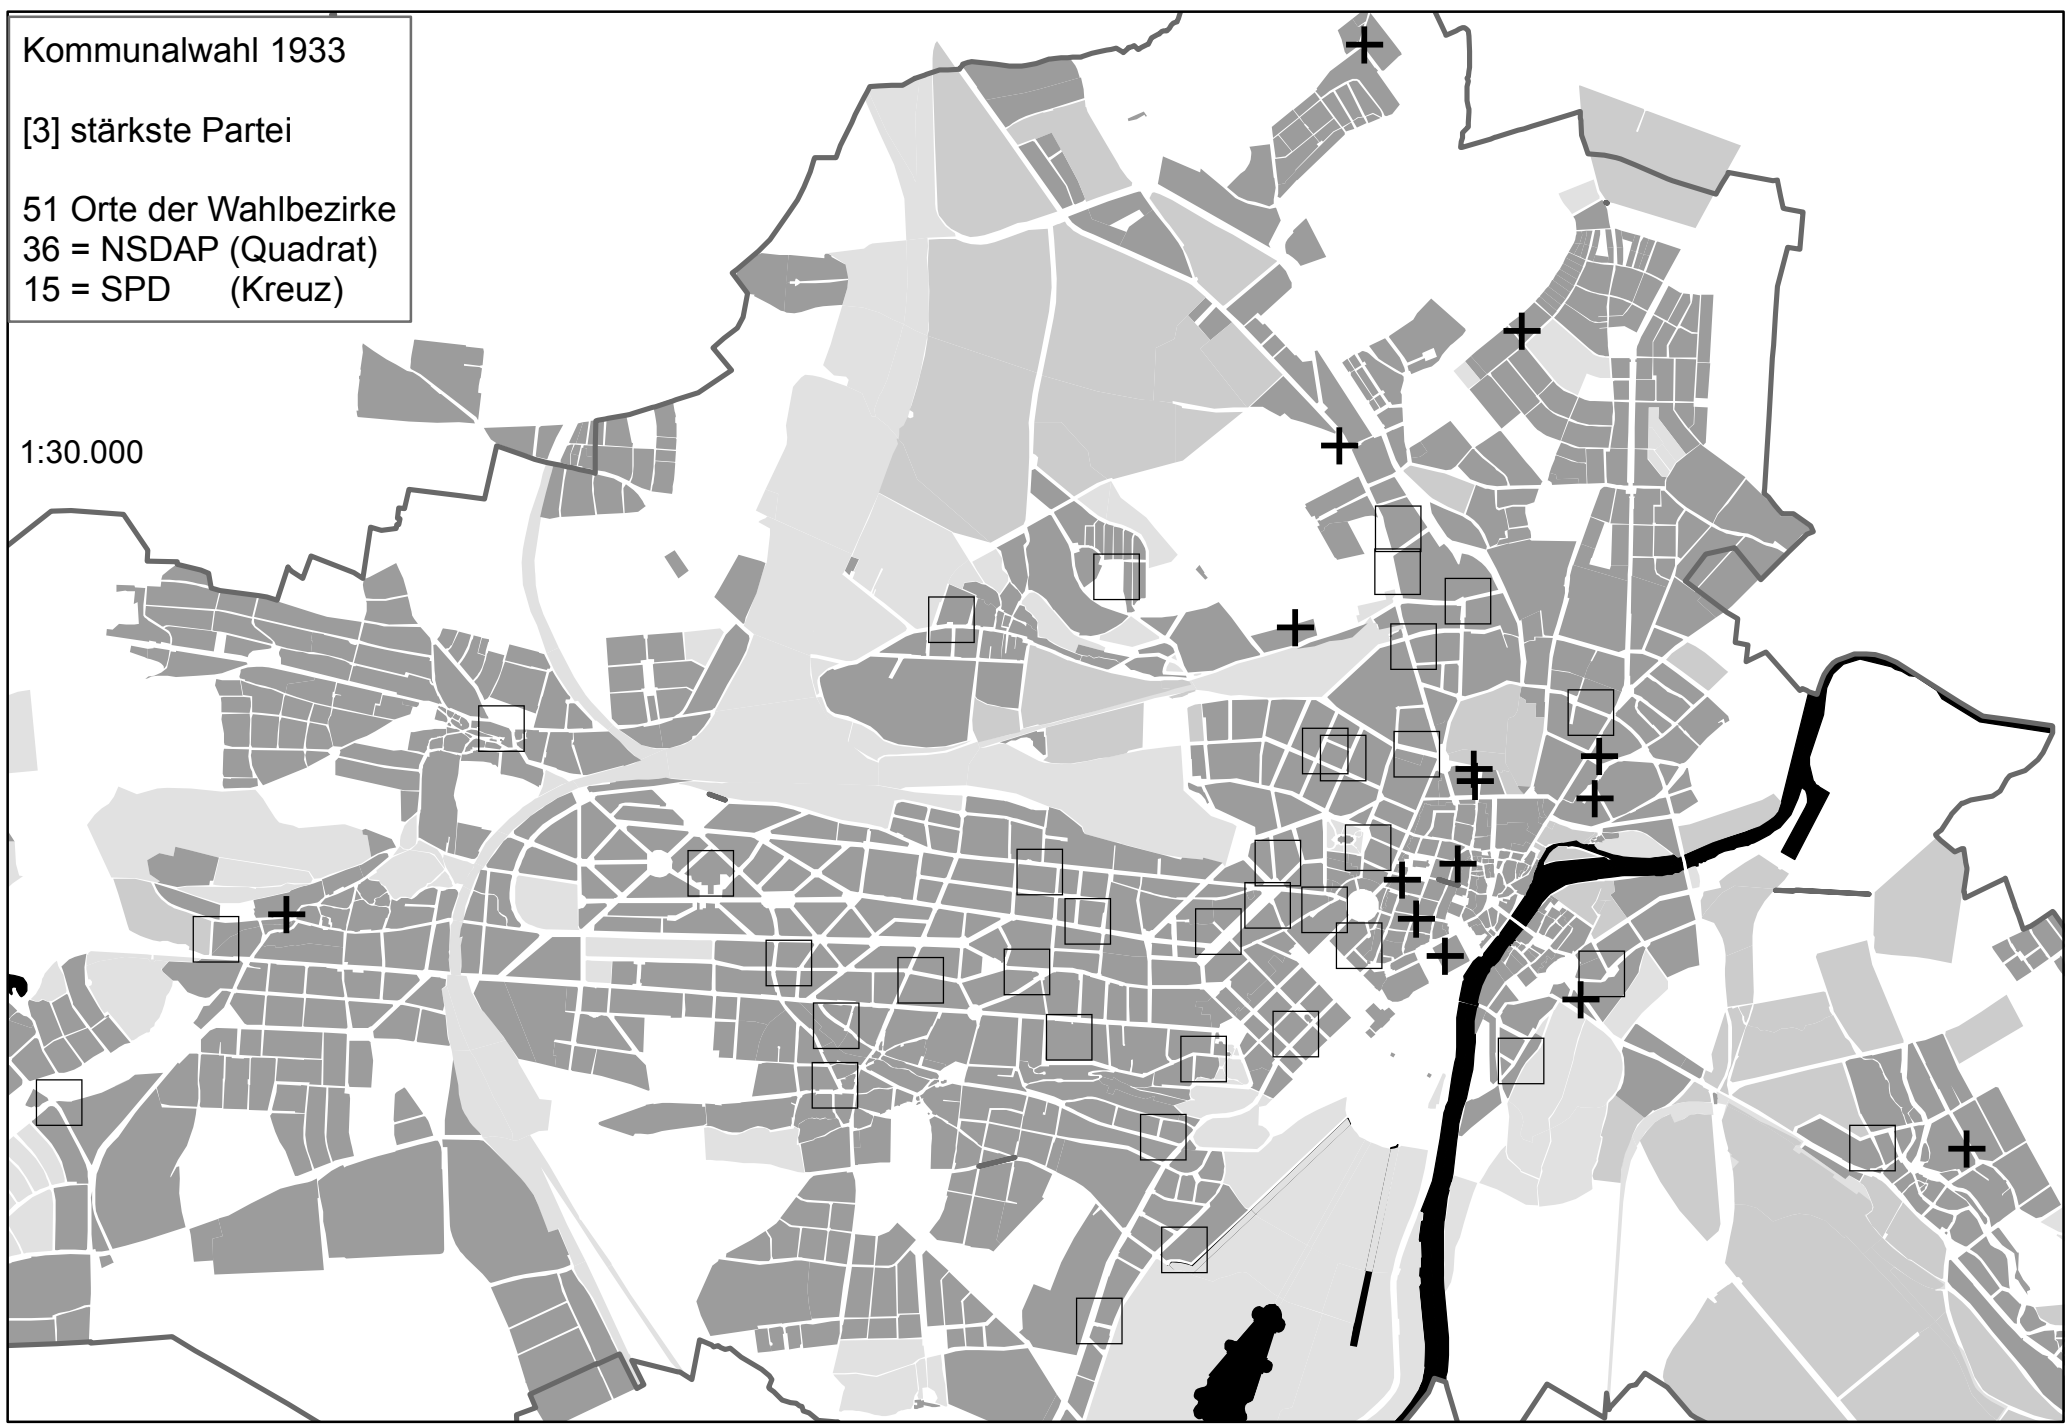 Kommunalwahl 1933
[3] stärkste Partei
51 Orte der Wahlbezirke
36 = NSDAP (Quadrat)
15 = SPD (Kreuz)
1:30.000